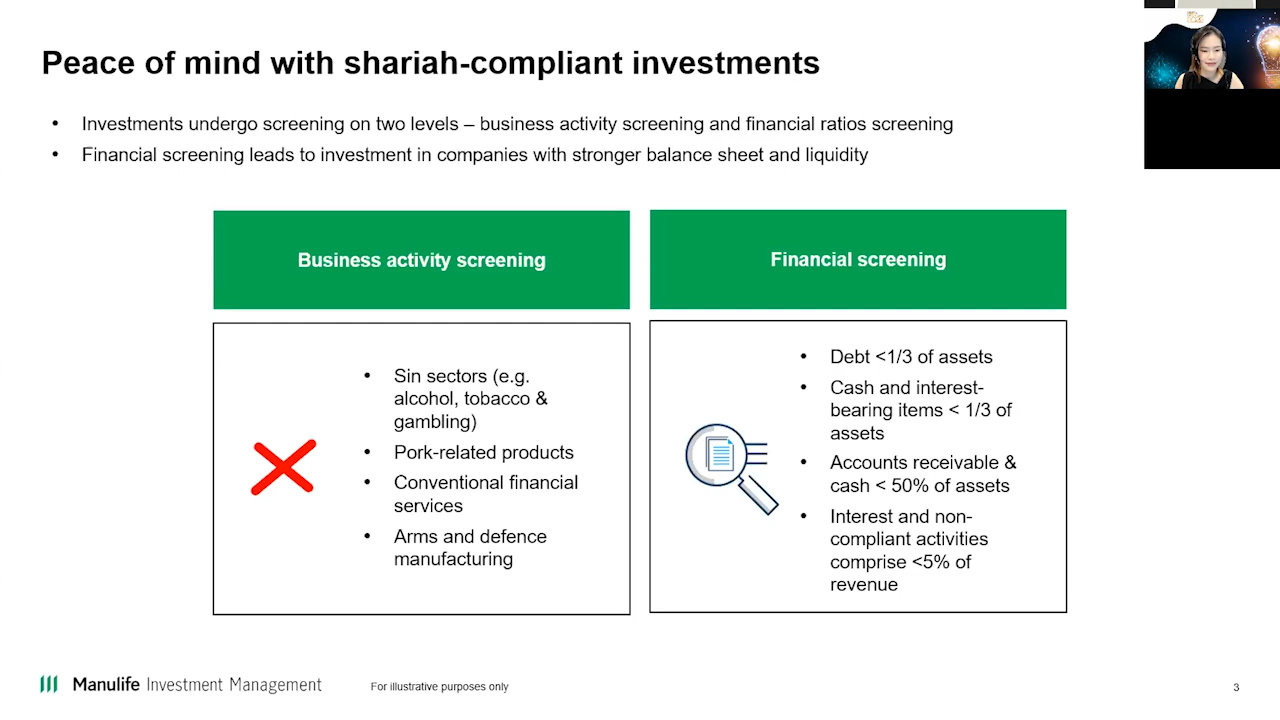 Peace of mind with shariah-compliant investments
• Investments undergo screening on two levels – business activity screening and financial ratios screening
• Financial screening leads to investment in companies with stronger balance sheet and liquidity
Business activity screening
• Sin sectors (e.g.
alcohol, tobacco &
gambling)
• Pork-related products
• Conventional financial
services
• Arms and defence
manufacturing
Financial screening
• Debt <1/3 of assets
• Cash and interest-
bearing items < 1/3 of
assets
• Accounts receivable &
cash < 50% of assets
• Interest and non-
compliant activities
comprise <5% of
revenue
Manulife Investment Management
For illustrative purposes only
3